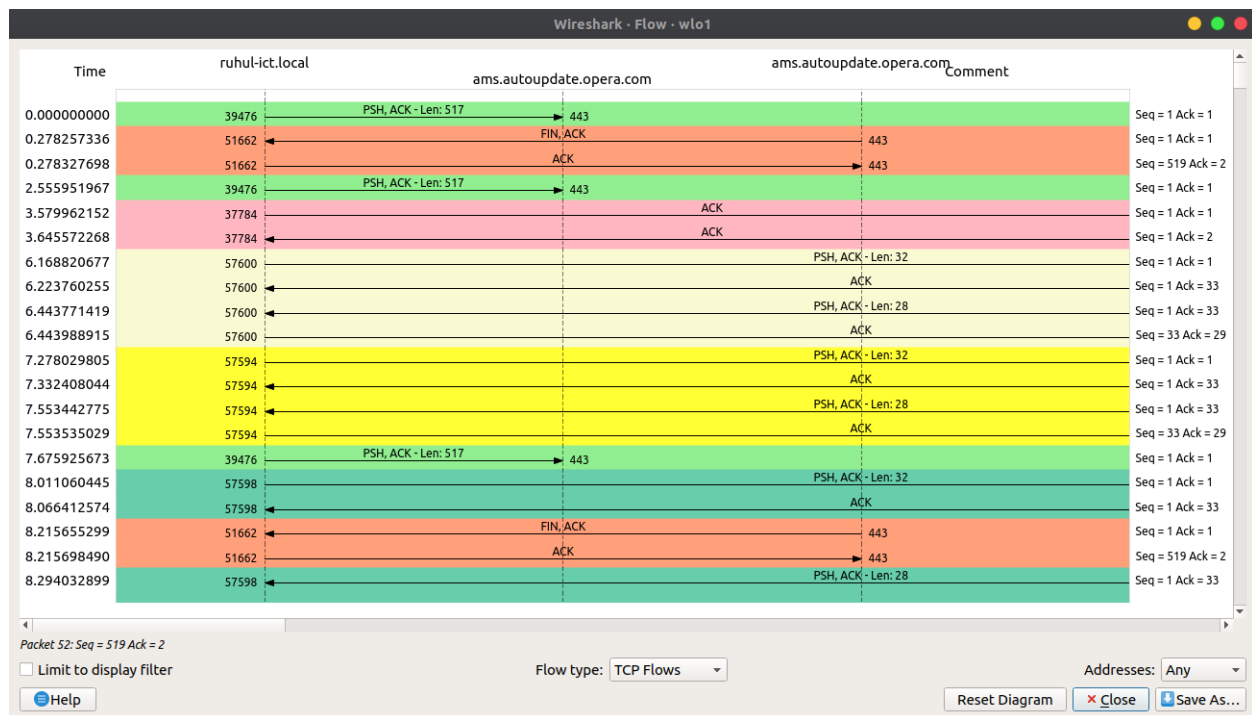 Wireshark · Flow · wlo1
Time ruhul-ict.local ams.autoupdate.opera.com ams.autoupdate.opera.com Comment
0.000000000 39476 PSH, ACK - Len: 517 443 Seq = 1 Ack = 1
0.278257336 51662 FIN, ACK 443 Seq = 1 Ack = 1
0.278327698 51662 ACK 443 Seq = 519 Ack = 2
2.555951967 39476 PSH, ACK - Len: 517 443 Seq = 1 Ack = 1
3.579962152 37784 ACK Seq = 1 Ack = 1
3.645572268 37784 ACK Seq = 1 Ack = 2
6.168820677 57600 PSH, ACK - Len: 32 Seq = 1 Ack = 1
6.223760255 57600 ACK Seq = 1 Ack = 33
6.443771419 57600 PSH, ACK - Len: 28 Seq = 1 Ack = 33
6.443988915 57600 ACK Seq = 33 Ack = 29
7.278029805 57594 PSH, ACK - Len: 32 Seq = 1 Ack = 1
7.332408044 57594 ACK Seq = 1 Ack = 33
7.553442775 57594 PSH, ACK - Len: 28 Seq = 1 Ack = 33
7.553535029 57594 ACK Seq = 33 Ack = 29
7.675925673 39476 PSH, ACK - Len: 517 443 Seq = 1 Ack = 1
8.011060445 57598 PSH, ACK - Len: 32 Seq = 1 Ack = 1
8.066412574 57598 ACK Seq = 1 Ack = 33
8.215655299 51662 FIN, ACK 443 Seq = 1 Ack = 1
8.215698490 51662 ACK 443 Seq = 519 Ack = 2
8.294032899 57598 PSH, ACK - Len: 28 Seq = 1 Ack = 33
Packet 52: Seq = 519 Ack = 2
Limit to display filter Flow type: TCP Flows Addresses: Any
Help Reset Diagram Close Save As...